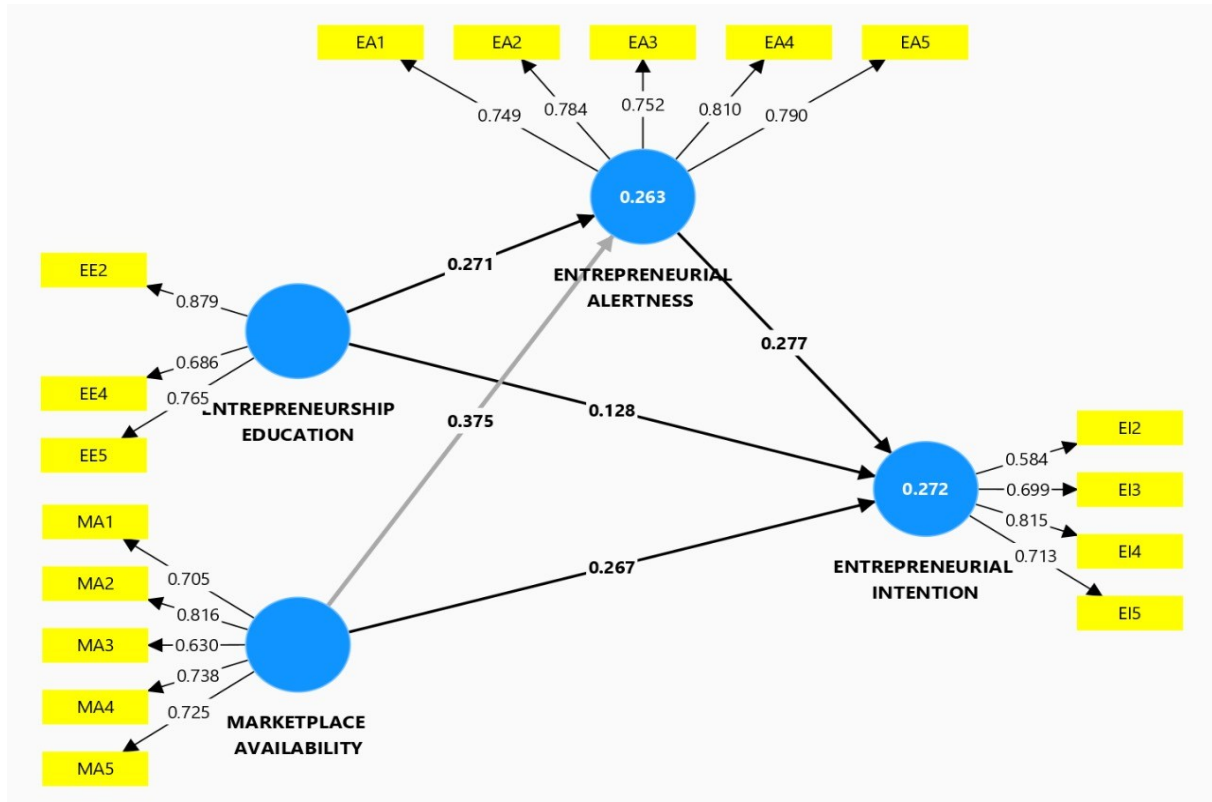 EA1
EA2
EA3
EA4
EA5
0.749
0.784
0.752
0.810
0.790
0.263
ENTREPRENEURIAL
ALERTNESS
EE2
0.879
0.686
EE4
0.765
EE5
ENTREPRENEURSHIP
EDUCATION
0.271
0.375
0.128
0.277
0.267
MA1
0.705
MA2
0.816
MA3
0.630
0.738
MA4
0.725
MA5
MARKETPLACE
AVAILABILITY
0.272
ENTREPRENEURIAL
INTENTION
EI2
0.584
EI3
0.699
0.815
EI4
0.713
EI5